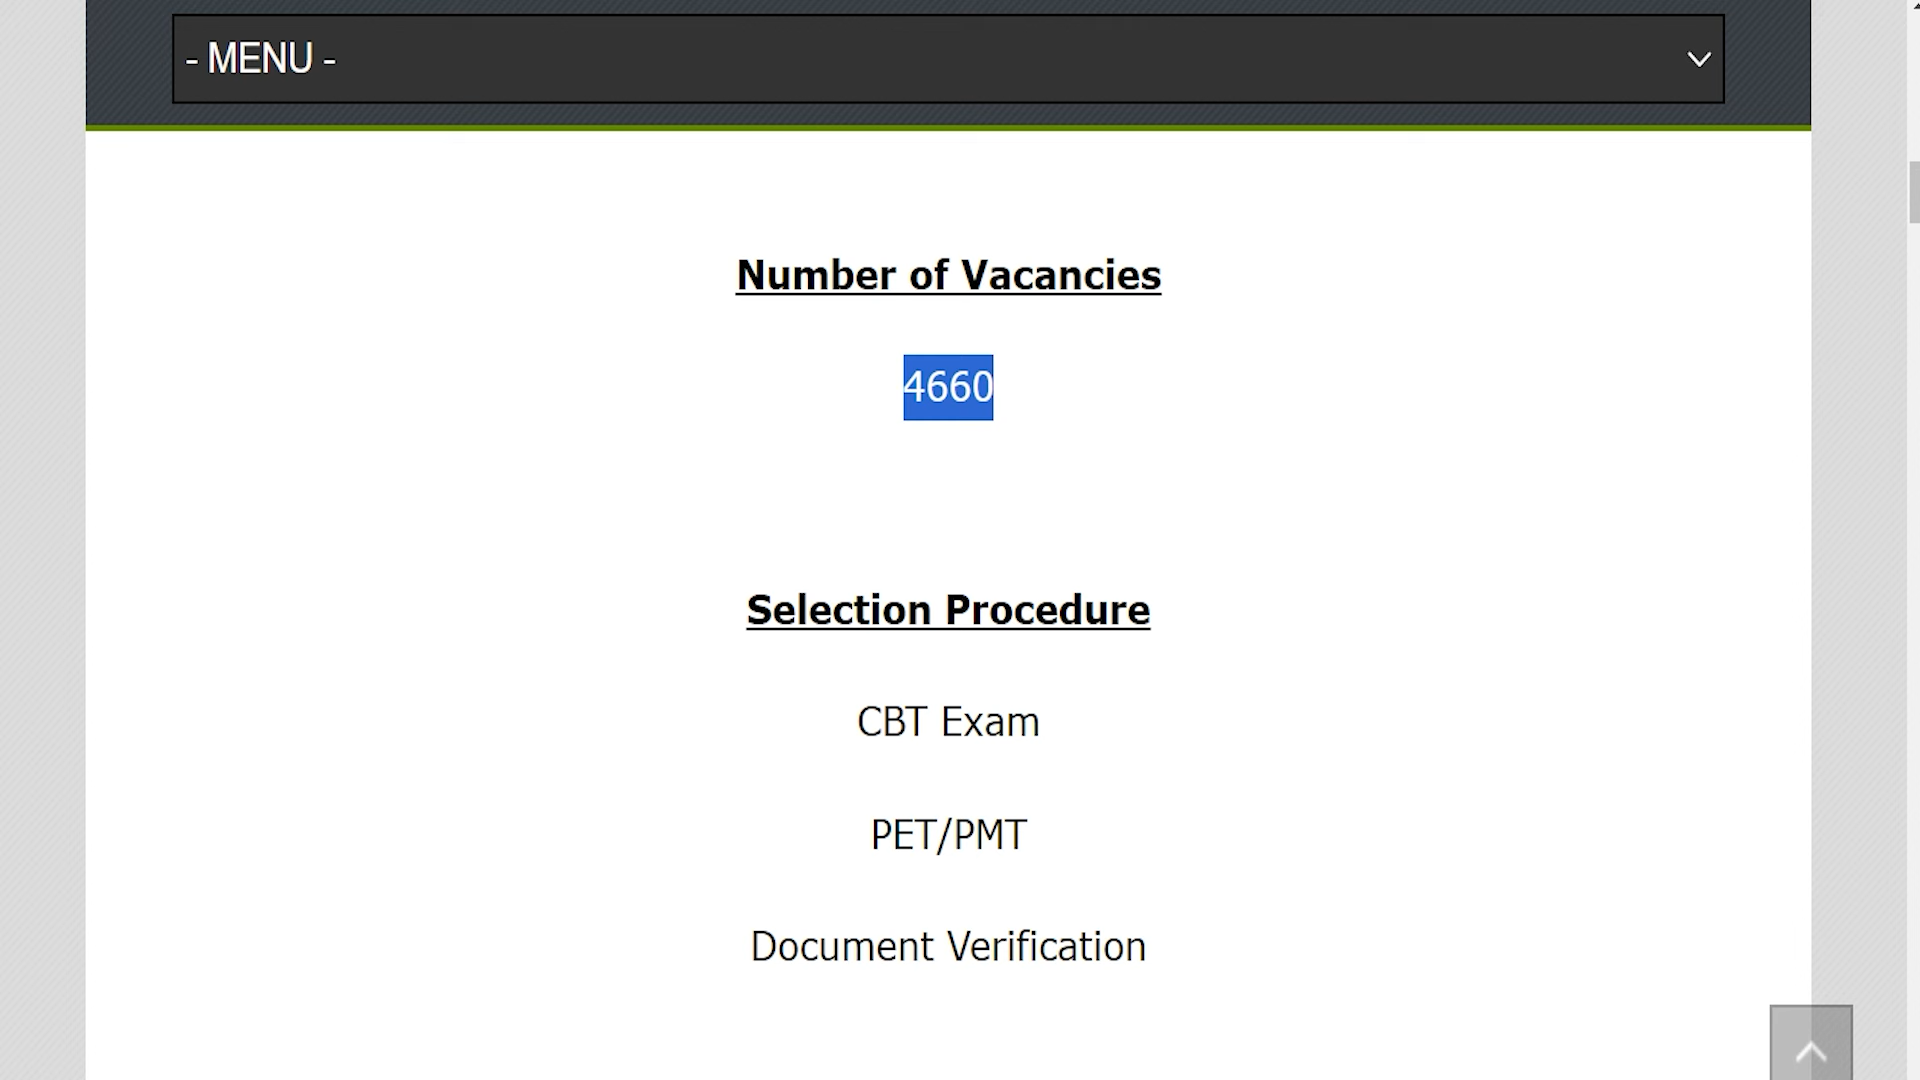 - MENU -
Number of Vacancies
4660
Selection Procedure
CBT Exam
PET/PMT
Document Verification